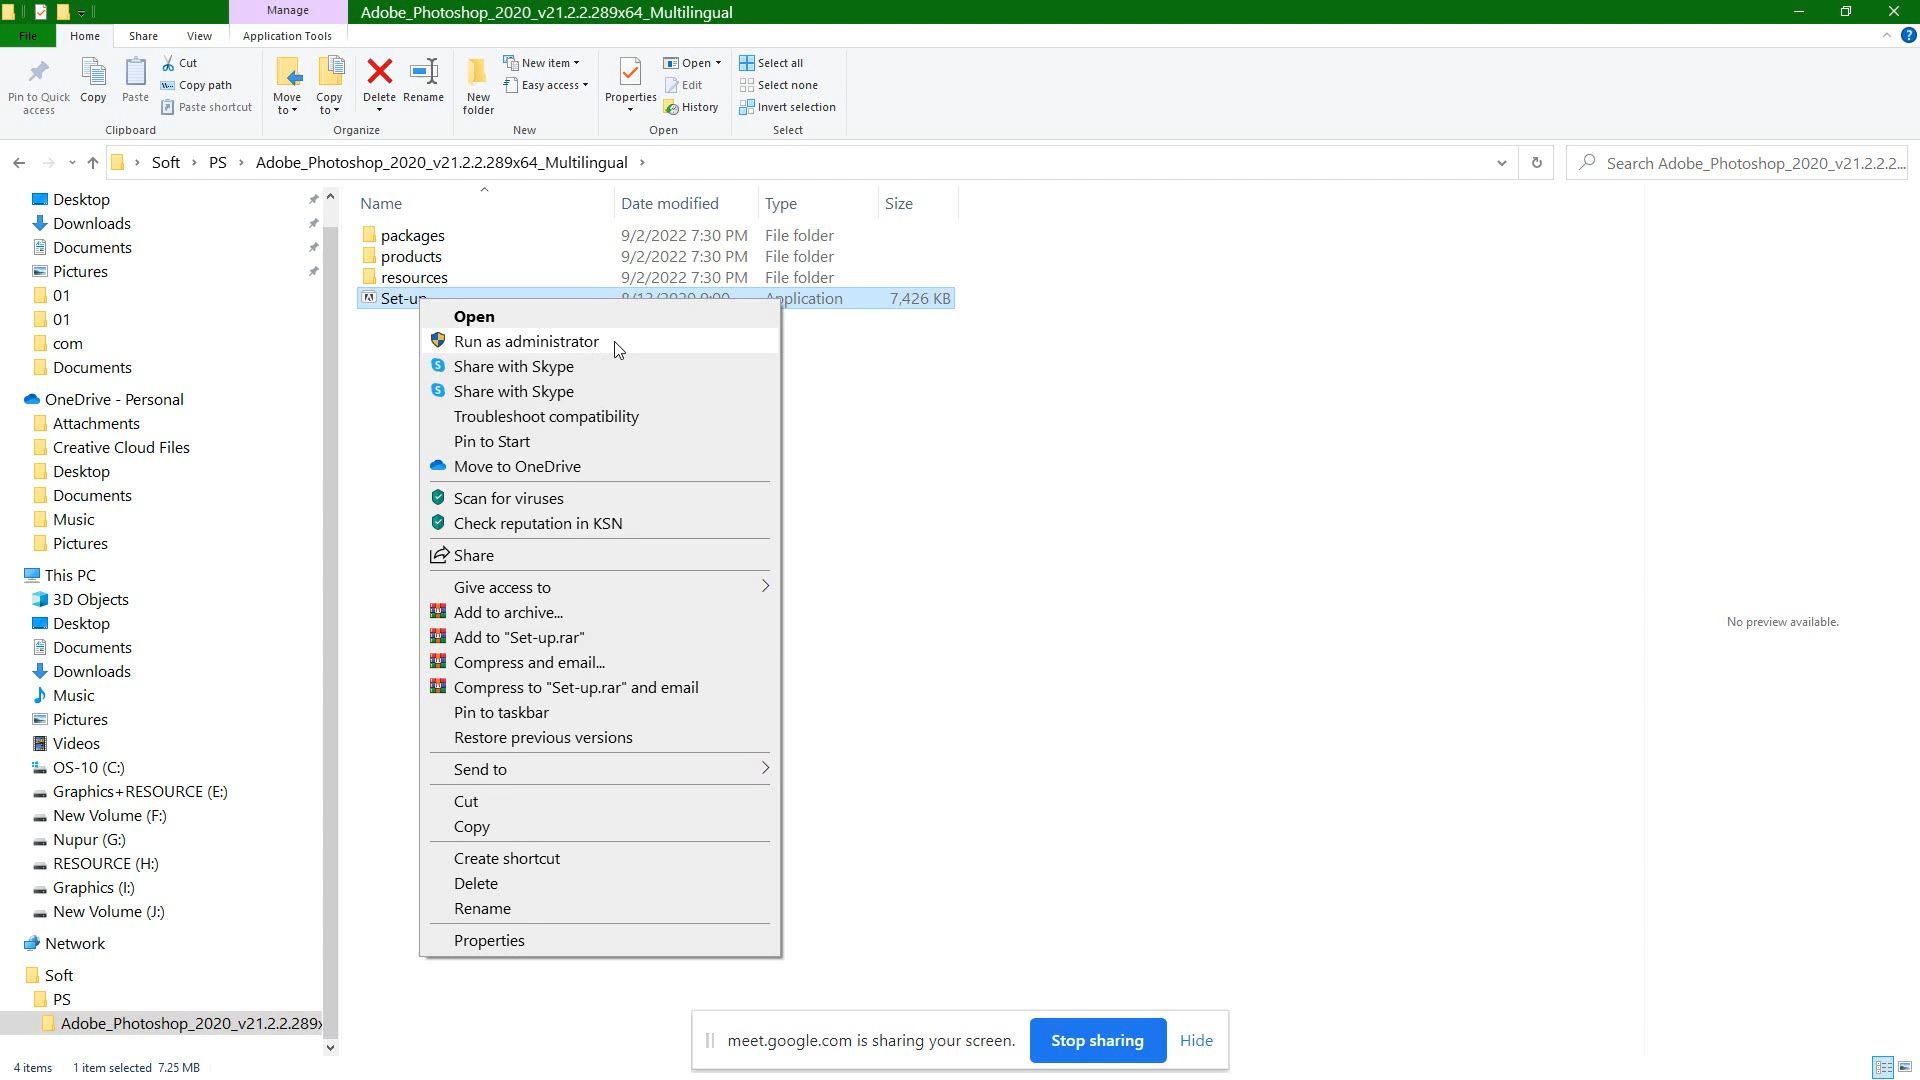 Manage
Adobe_Photoshop_2020_v21.2.2.289x64_Multilingual
File
Home
Share
View
Application Tools
Pin to Quick access
Copy
Paste
Cut
Copy path
Paste shortcut
Clipboard
Move to
Copy to
Delete
Rename
Organize
New folder
New item
Easy access
New
Properties
Open
Edit
History
Open
Select all
Select none
Invert selection
Select
Soft
PS
Adobe_Photoshop_2020_v21.2.2.289x64_Multilingual
Search Adobe_Photoshop_2020_v21.2.2.2...
Desktop
Downloads
Documents
Pictures
01
01
com
Documents
OneDrive - Personal
Attachments
Creative Cloud Files
Desktop
Documents
Music
Pictures
This PC
3D Objects
Desktop
Documents
Downloads
Music
Pictures
Videos
OS-10 (C:)
Graphics+RESOURCE (E:)
New Volume (F:)
Nupur (G:)
RESOURCE (H:)
Graphics (I:)
New Volume (J:)
Network
Soft
PS
Adobe_Photoshop_2020_v21.2.2.289x
Name Date modified Type Size
packages 9/2/2022 7:30 PM File folder
products 9/2/2022 7:30 PM File folder
resources 9/2/2022 7:30 PM File folder
Set-up Application 7,426 KB
Open
Run as administrator
Share with Skype
Share with Skype
Troubleshoot compatibility
Pin to Start
Move to OneDrive
Scan for viruses
Check reputation in KSN
Share
Give access to
Add to archive...
Add to "Set-up.rar"
Compress and email...
Compress to "Set-up.rar" and email
Pin to taskbar
Restore previous versions
Send to
Cut
Copy
Create shortcut
Delete
Rename
Properties
No preview available.
meet.google.com is sharing your screen.
Stop sharing
Hide
4 items 1 item selected 7.25 MB